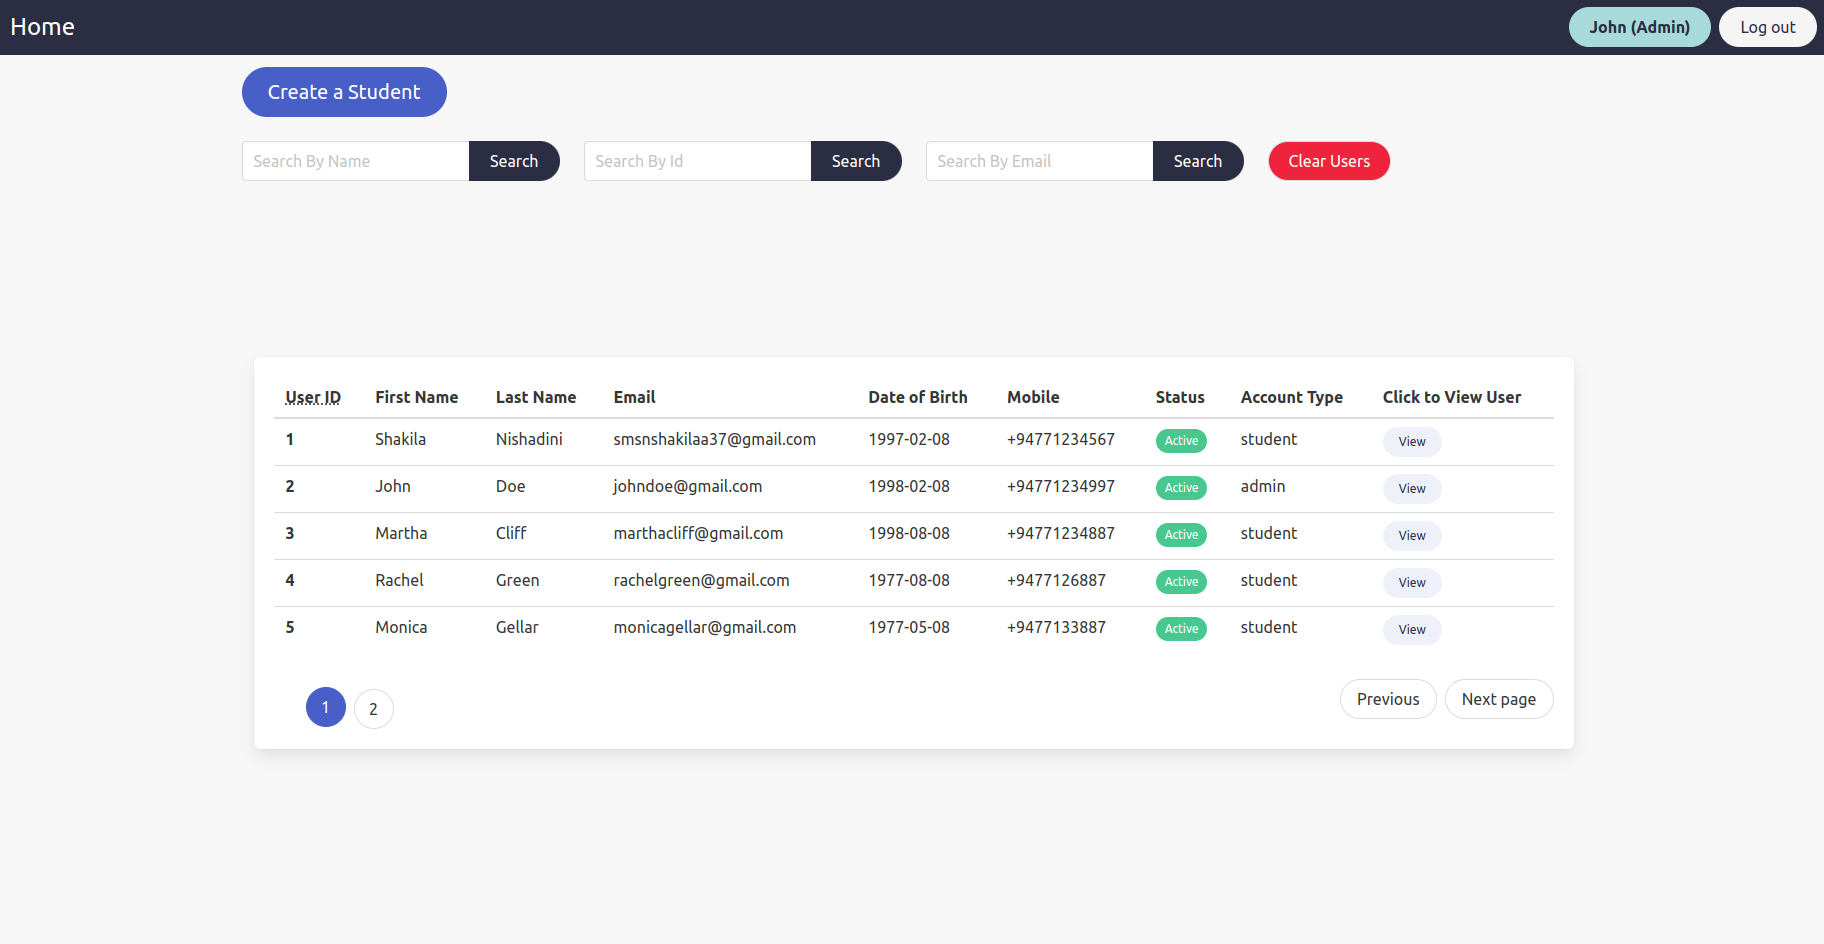 Home John (Admin) Log out
Create a Student
Search By Name Search Search By Id Search Search By Email Search Clear Users
User ID First Name Last Name Email Date of Birth Mobile Status Account Type Click to View User
1 Shakila Nishadini smsnshakilaa37@gmail.com 1997-02-08 +94771234567 Active student View
2 John Doe johndoe@gmail.com 1998-02-08 +94771234997 Active admin View
3 Martha Cliff marthacliff@gmail.com 1998-08-08 +94771234887 Active student View
4 Rachel Green rachelgreen@gmail.com 1977-08-08 +9477126887 Active student View
5 Monica Gellar monicagellar@gmail.com 1977-05-08 +9477133887 Active student View
1 2 Previous Next page